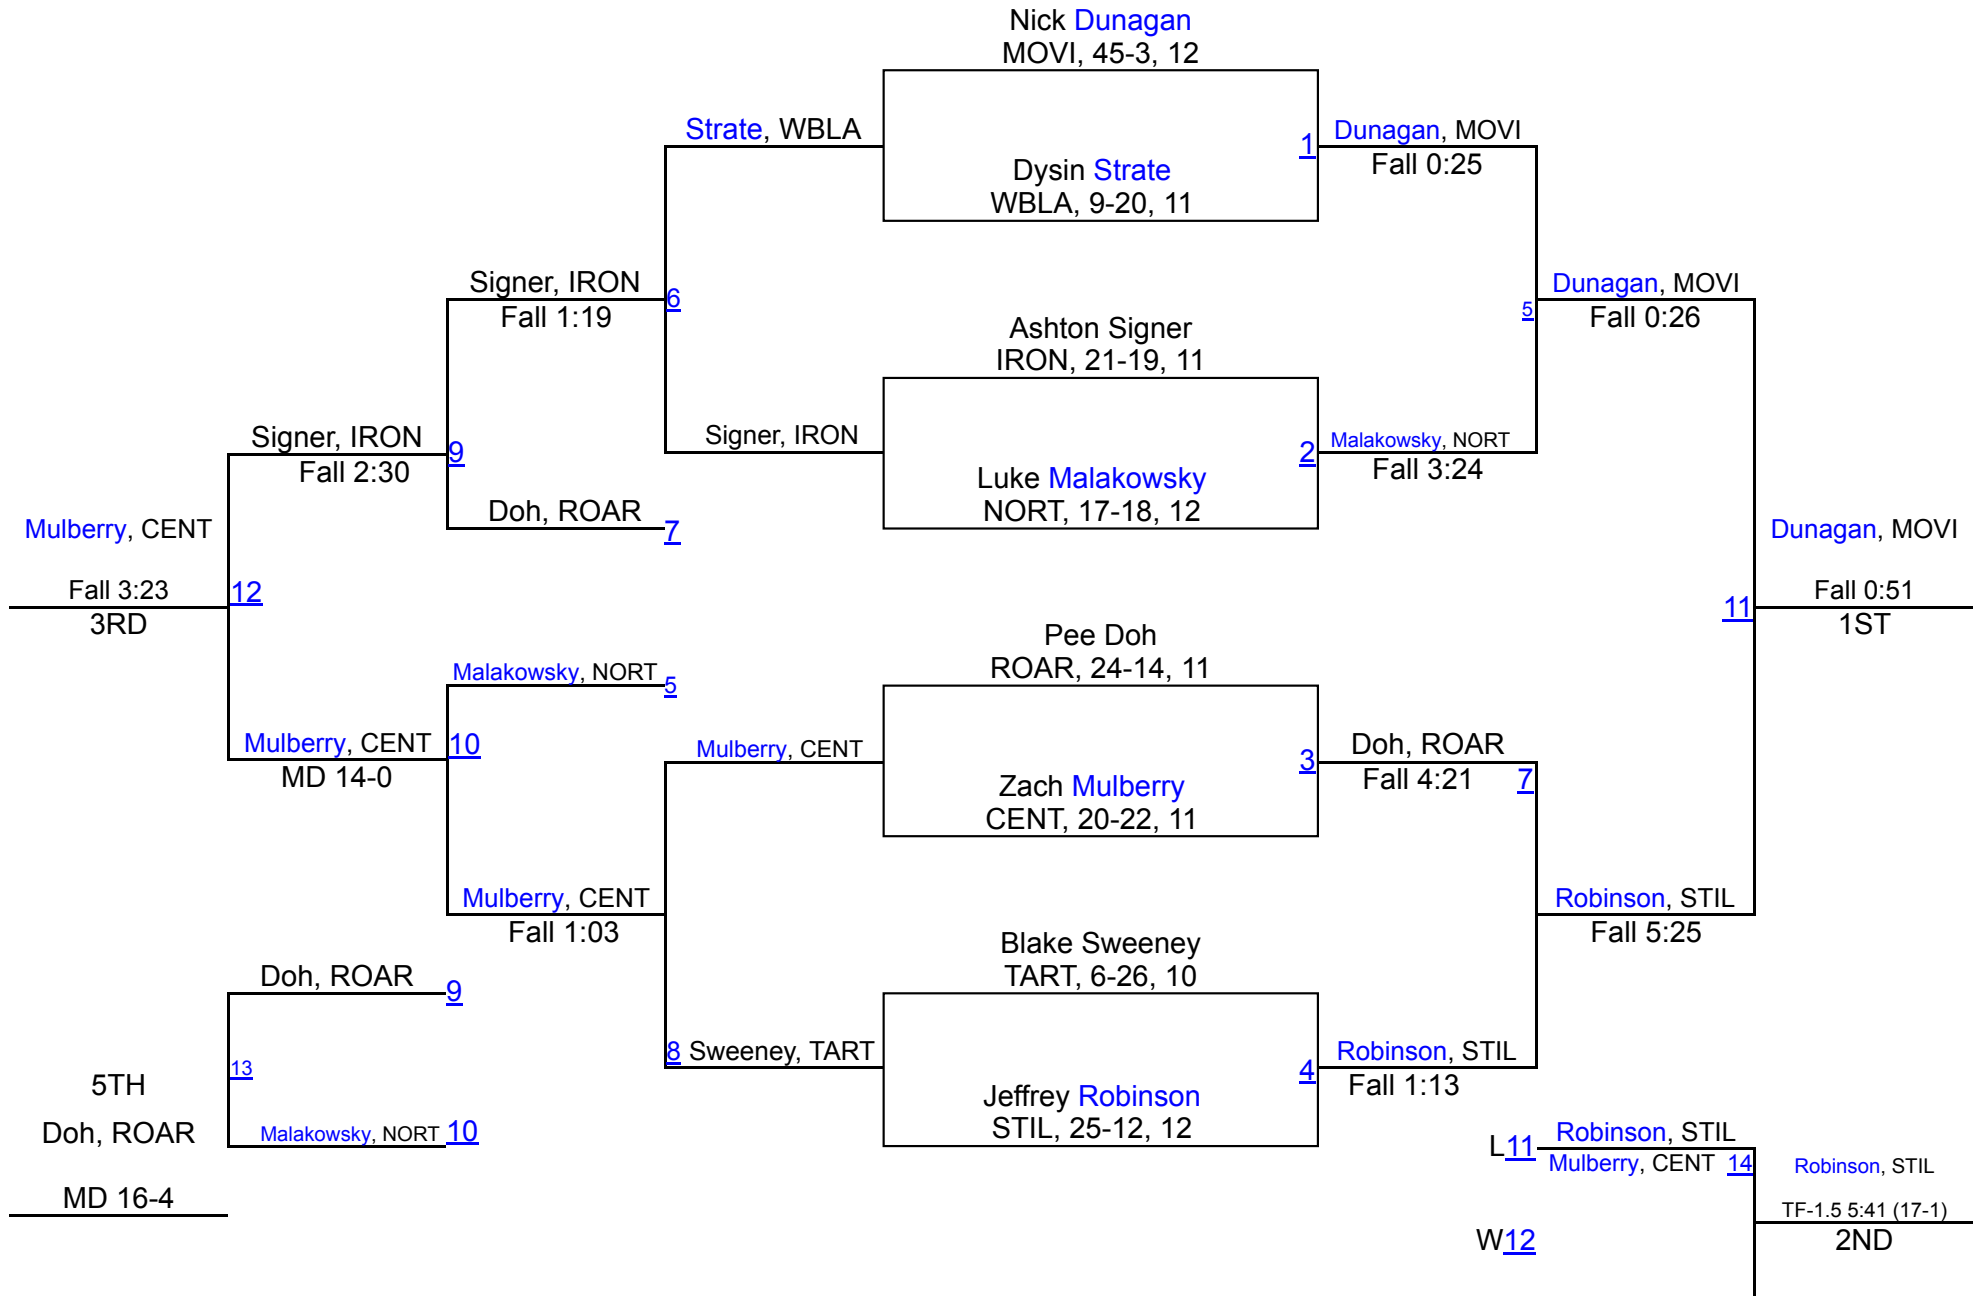 Nick Dunagan
MOVI, 45-3, 12
Strate, WBLA
1
Dunagan, MOVI
Fall 0:25
Dysin Strate
WBLA, 9-20, 11
Signer, IRON
Fall 1:19
6
5
Dunagan, MOVI
Fall 0:26
Ashton Signer
IRON, 21-19, 11
Signer, IRON
Fall 2:30
9
Signer, IRON
2
Malakowsky, NORT
Fall 3:24
Luke Malakowsky
NORT, 17-18, 12
Doh, ROAR
7
Mulberry, CENT
Fall 3:23
3RD
12
Dunagan, MOVI
Fall 0:51
1ST
11
Pee Doh
ROAR, 24-14, 11
Malakowsky, NORT
5
Mulberry, CENT
MD 14-0
10
Mulberry, CENT
3
Doh, ROAR
Fall 4:21
7
Zach Mulberry
CENT, 20-22, 11
Mulberry, CENT
Fall 1:03
Robinson, STIL
Fall 5:25
Blake Sweeney
TART, 6-26, 10
Doh, ROAR
9
8
Sweeney, TART
4
Robinson, STIL
Fall 1:13
Jeffrey Robinson
STIL, 25-12, 12
13
5TH
Doh, ROAR
MD 16-4
Malakowsky, NORT
10
L11
Robinson, STIL
Mulberry, CENT
14
Robinson, STIL
TF-1.5 5:41 (17-1)
2ND
W12